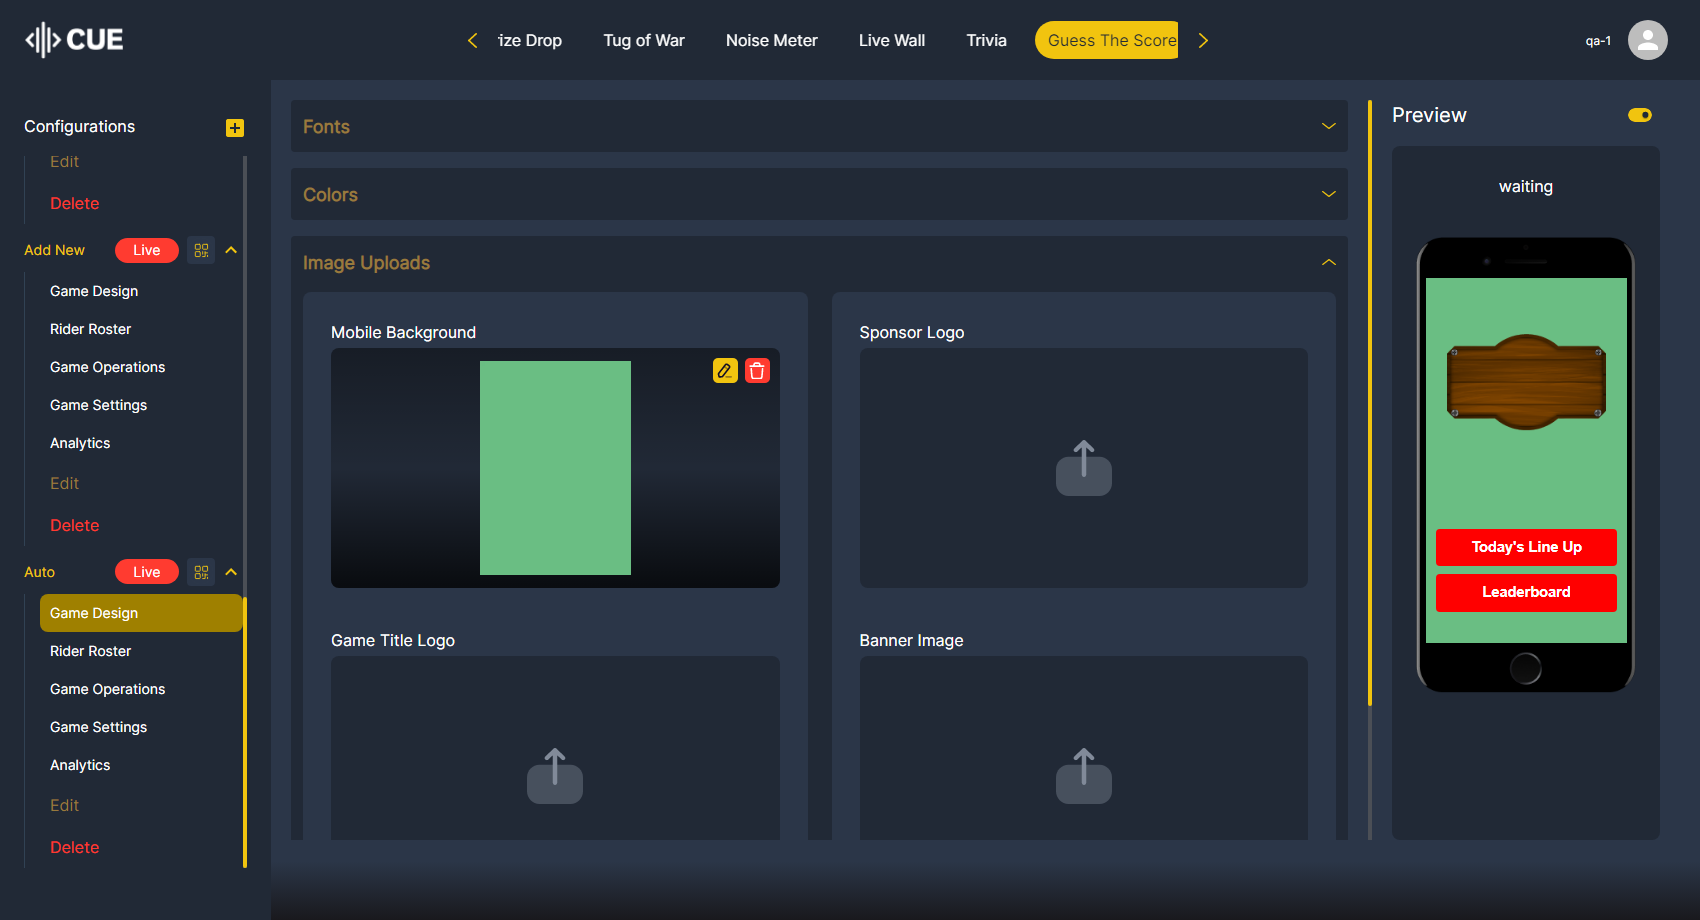 CUE
ize Drop
Tug of War
Noise Meter
Live Wall
Trivia
Guess The Score
qa-1
Configurations
Edit
Delete
Add New
Live
Game Design
Rider Roster
Game Operations
Game Settings
Analytics
Edit
Delete
Auto
Live
Game Design
Rider Roster
Game Operations
Game Settings
Analytics
Edit
Delete
Fonts
Colors
Image Uploads
Mobile Background
Sponsor Logo
Game Title Logo
Banner Image
Preview
waiting
Today's Line Up
Leaderboard